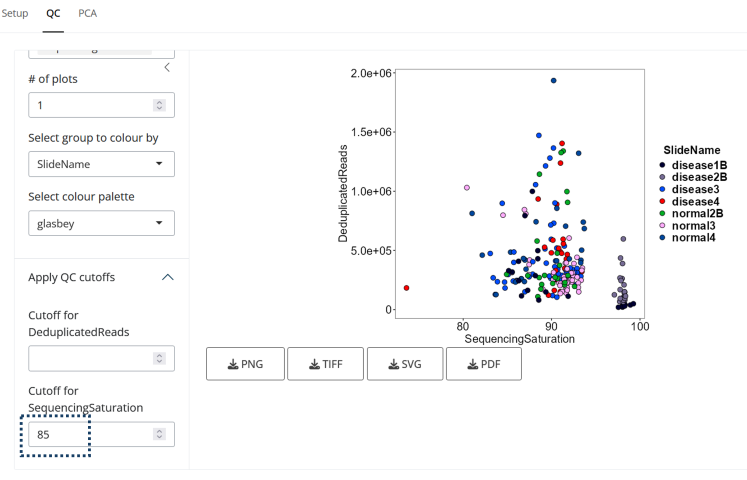 Setup QC PCA
# of plots
1
Select group to colour by
SlideName
Select colour palette
glasbey
Apply QC cutoffs
Cutoff for
DeduplicatedReads
Cutoff for
SequencingSaturation
85
2.0e+06
1.5e+06
1.0e+06
5.0e+05
0
DeduplicatedReads
80 90 100
SequencingSaturation
SlideName
disease1B
disease2B
disease3
disease4
normal2B
normal3
normal4
PNG TIFF SVG PDF